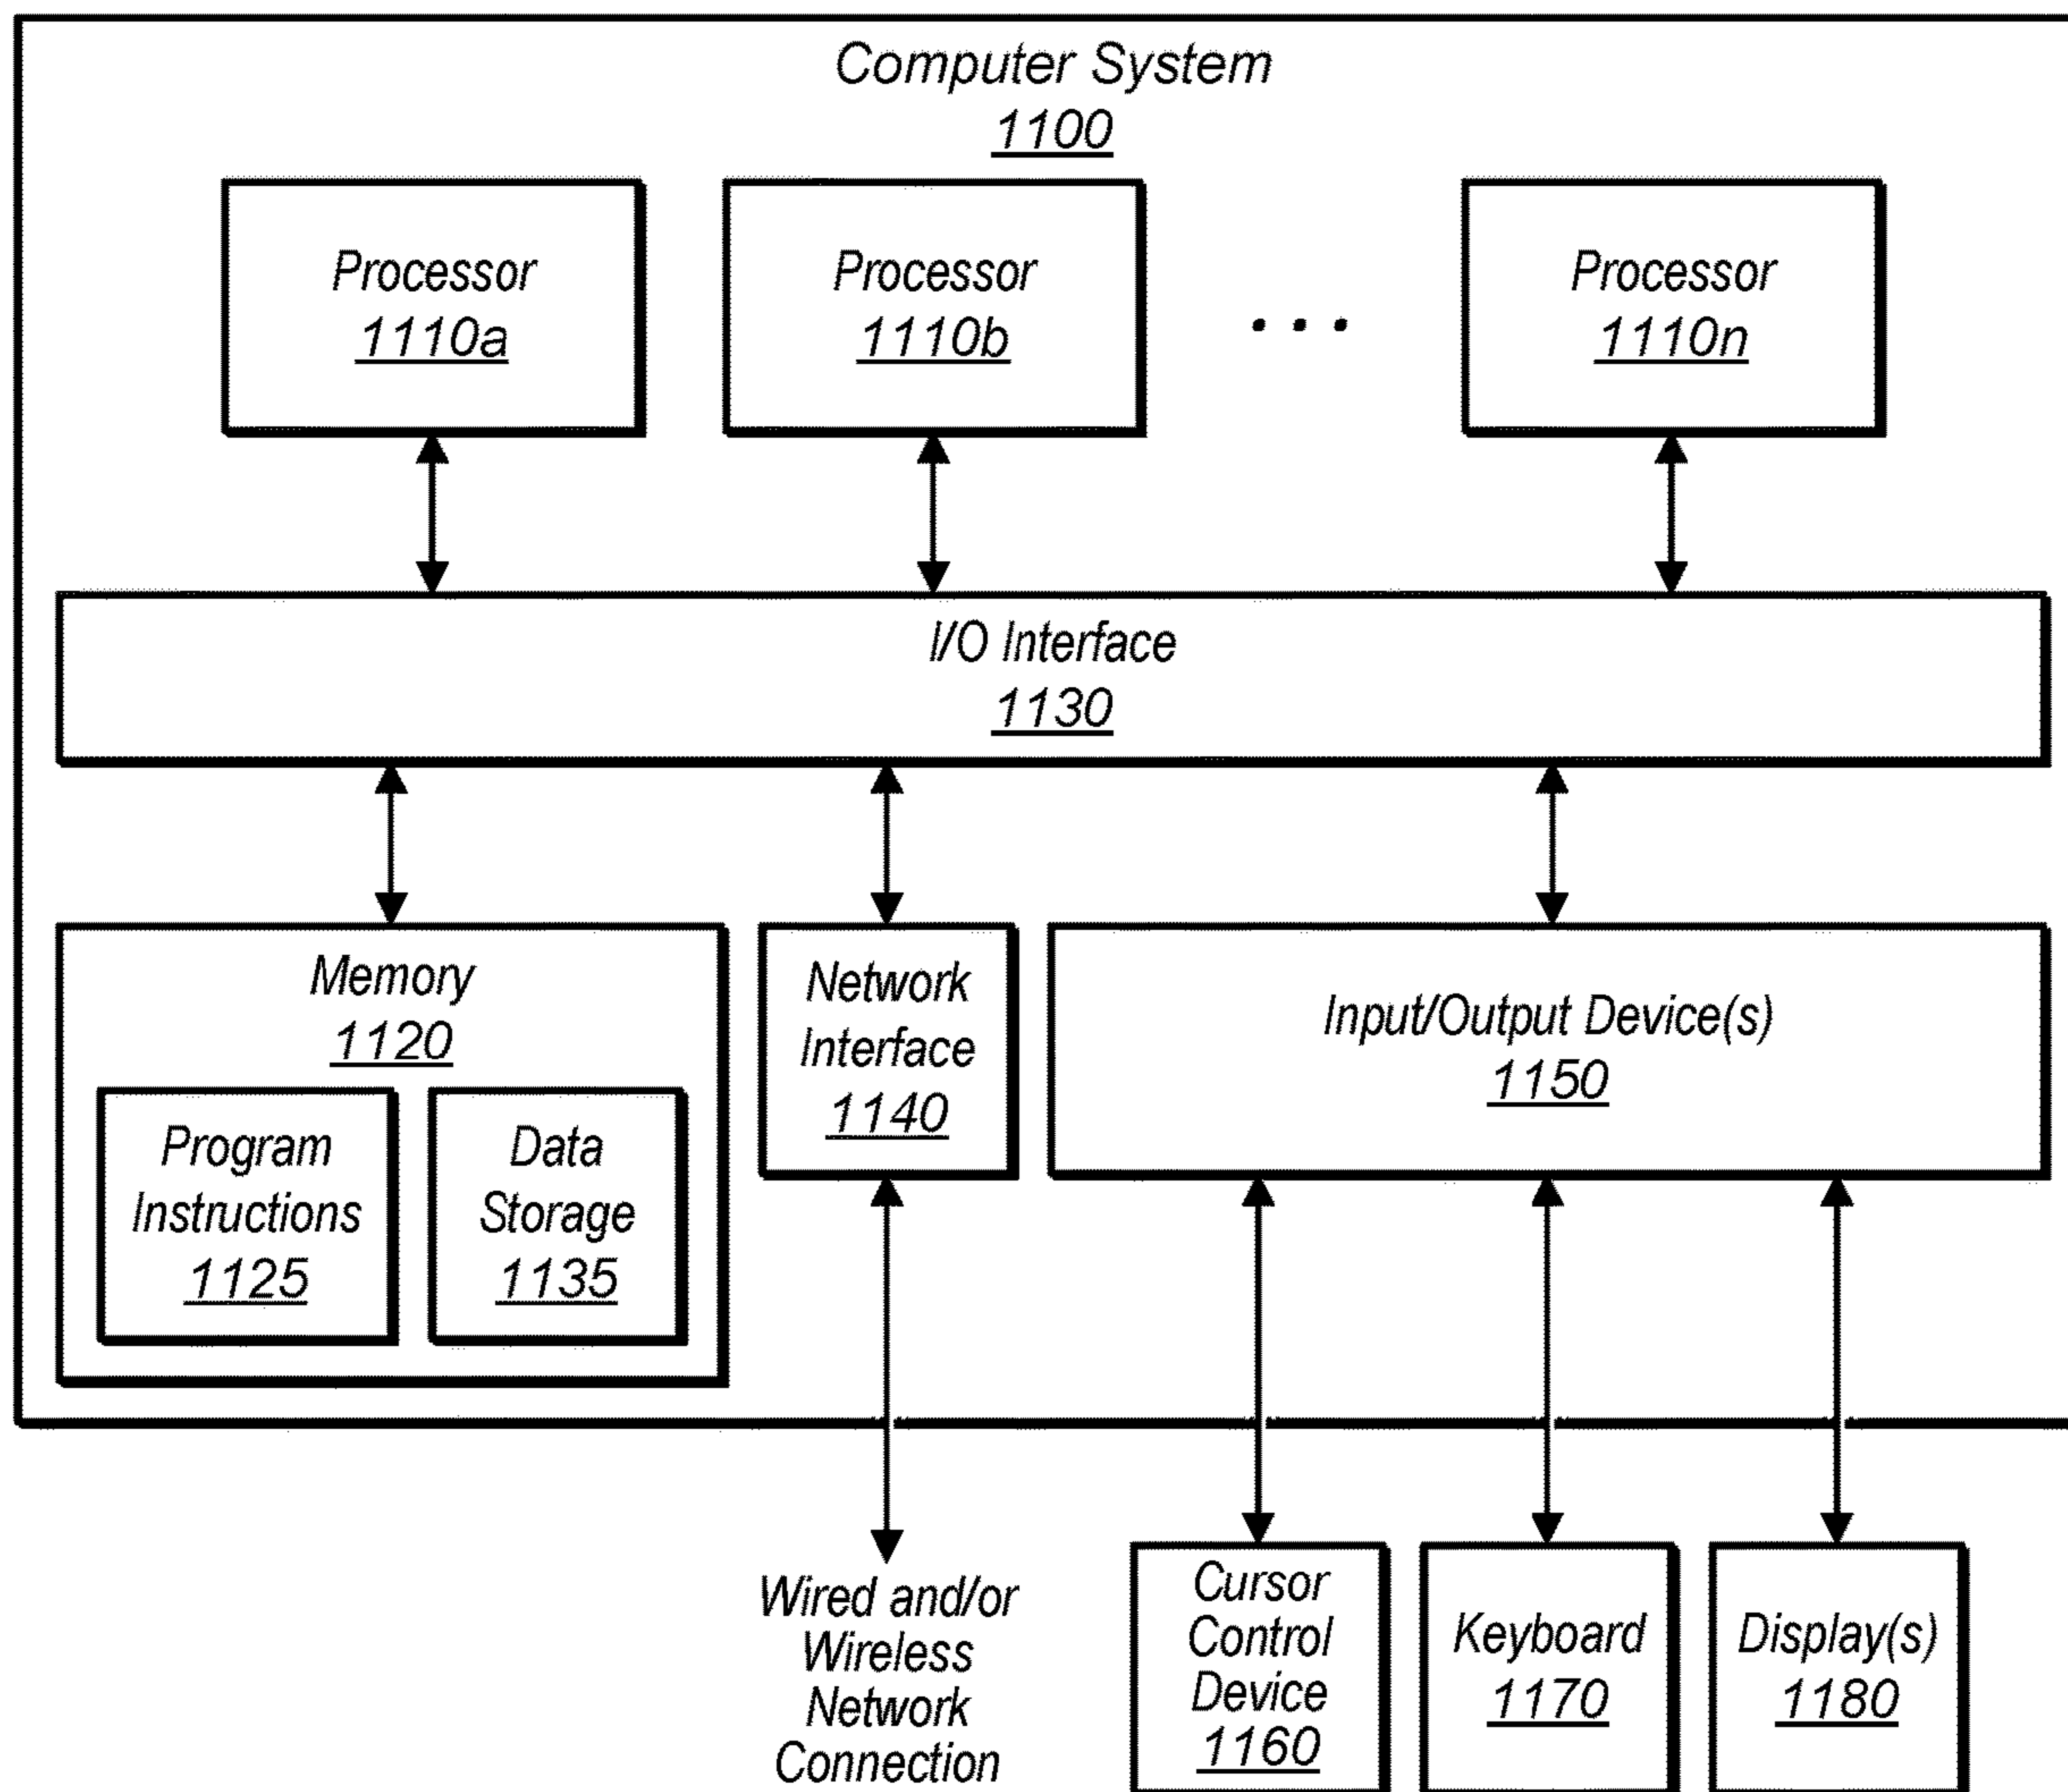 Computer System
1100
Processor
1110a
Processor
1110b
...
Processor
1110n
I/O Interface
1130
Memory
1120
Program
Instructions
1125
Data
Storage
1135
Network
Interface
1140
Input/Output Device(s)
1150
Wired and/or
Wireless
Network
Connection
Cursor
Control
Device
1160
Keyboard
1170
Display(s)
1180